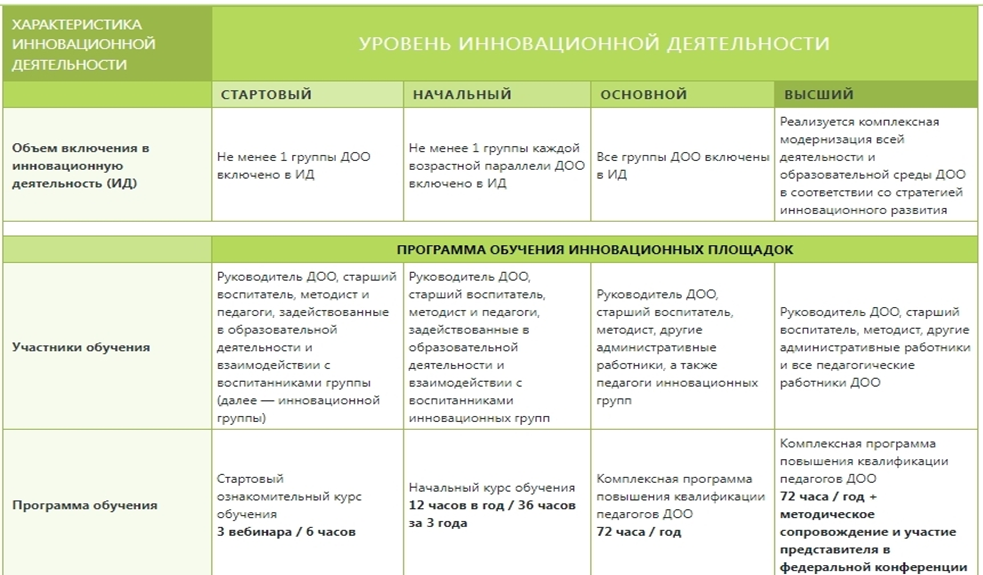 ХАРАКТЕРИСТИКА
ИННОВАЦИОННОЙ
ДЕЯТЕЛЬНОСТИ
УРОВЕНЬ ИННОВАЦИОННОЙ ДЕЯТЕЛЬНОСТИ
СТАРТОВЫЙ
НАЧАЛЬНЫЙ
ОСНОВНОЙ
ВЫСШИЙ
Объем включения в
инновационную
деятельность (ИД)
Не менее 1 группы ДОО
включено в ИД
Не менее 1 группы каждой
возрастной параллели ДОО
включено в ИД
Все группы ДОО включены
в ИД
Реализуется комплексная
модернизация всей
деятельности и
образовательной среды ДОО
в соответствии со стратегией
инновационного развития
ПРОГРАММА ОБУЧЕНИЯ ИННОВАЦИОННЫХ ПЛОЩАДОК
Участники обучения
Руководитель ДОО, старший
воспитатель, методист и
педагоги, задействованные
в образовательной
деятельности и
взаимодействии с
воспитанниками группы
(далее — инновационной
группы)
Руководитель ДОО,
старший воспитатель,
методист и педагоги,
задействованные в
образовательной
деятельности и
взаимодействии с
воспитанниками
инновационных групп
Руководитель ДОО,
старший воспитатель,
методист, другие
административные
работники, а также
педагоги инновационных
групп
Руководитель ДОО, старший
воспитатель, методист, другие
административные работники
и все педагогические
работники ДОО
Программа обучения
Стартовый
ознакомительный курс
обучения
3 вебинара / 6 часов
Начальный курс обучения
12 часов в год / 36 часов
за 3 года
Комплексная программа
повышения квалификации
педагогов ДОО
72 часа / год
Комплексная программа
повышения квалификации
педагогов ДОО
72 часа / год +
методическое
сопровождение и участие
представителя в
федеральной конференции